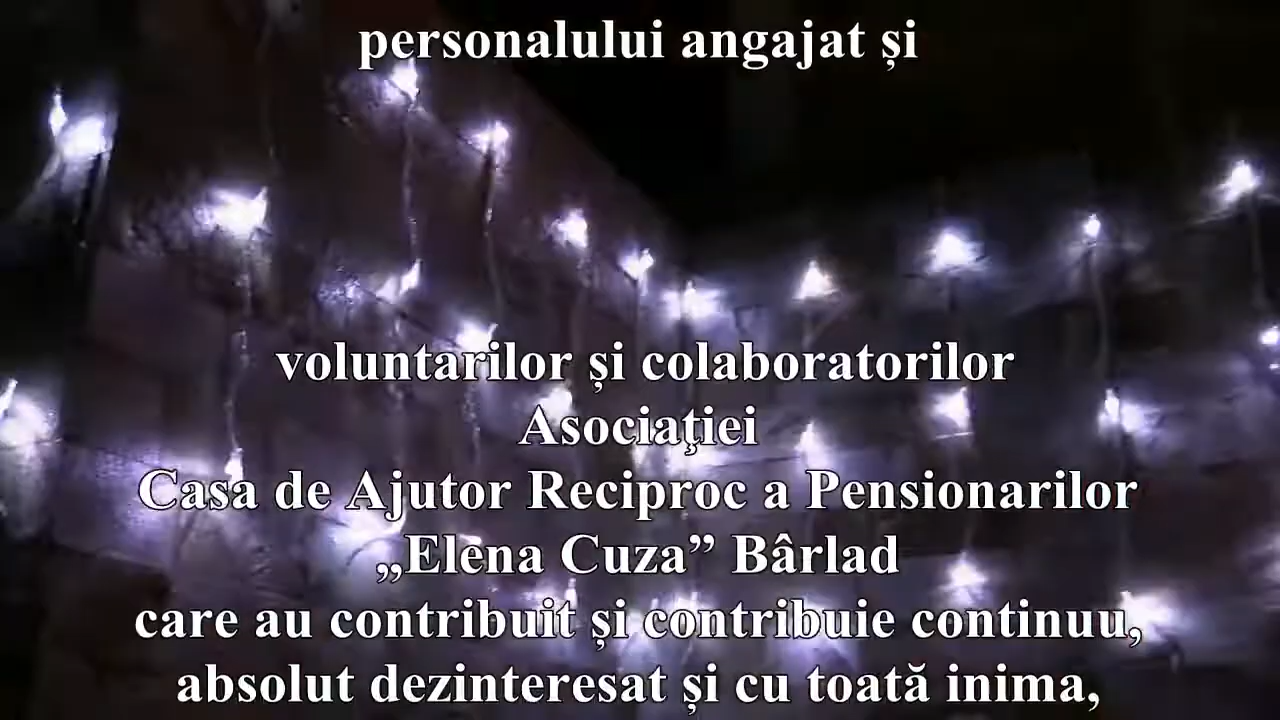 personalului angajat și
voluntarilor și colaboratorilor
Asociaţiei
Casa de Ajutor Reciproc a Pensionarilor
„Elena Cuza” Bârlad
care au contribuit și contribuie continuu,
absolut dezinteresat și cu toată inima,